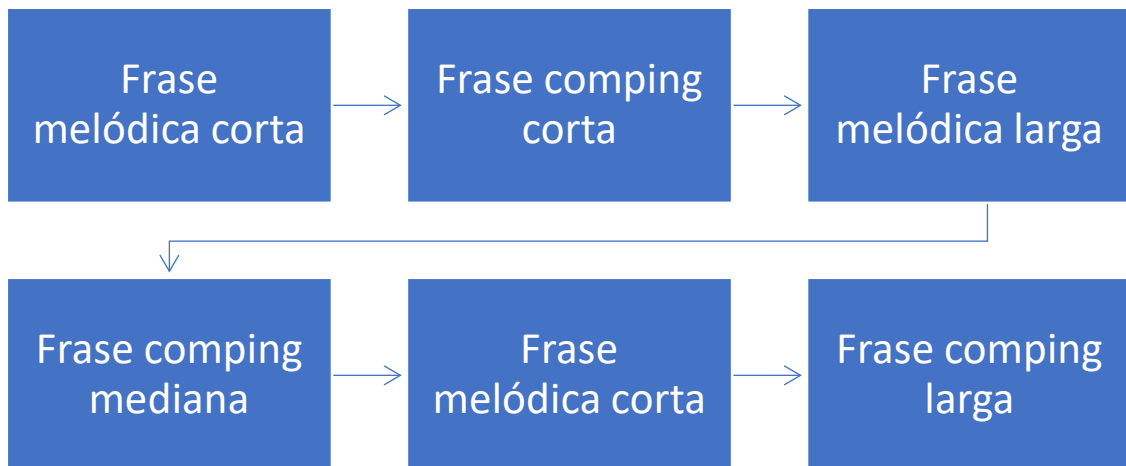 Frase
melódica corta
Frase comping
corta
Frase
melódica larga
Frase comping
mediana
Frase
melódica corta
Frase comping
larga